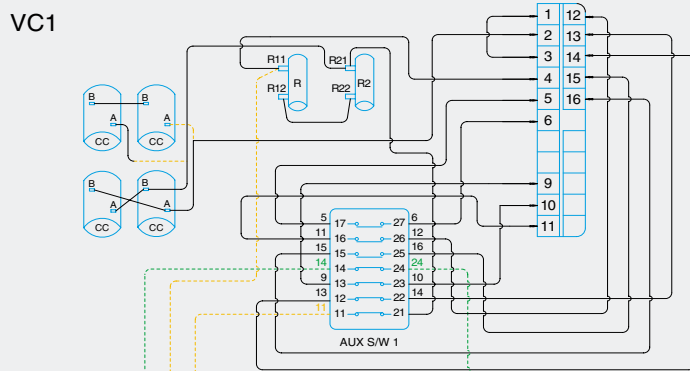 VC1
1 12
2 13
3 14
4 15
5 16
6
9
10
11
R11 R21
R R2
R12 R22
B B
A A
CC CC
B B
A A
CC CC
5 17 27 6
11 16 26 12
15 15 25 16
14 14 24 24
9 13 23 10
13 12 22 14
11 11 21
AUX S/W 1